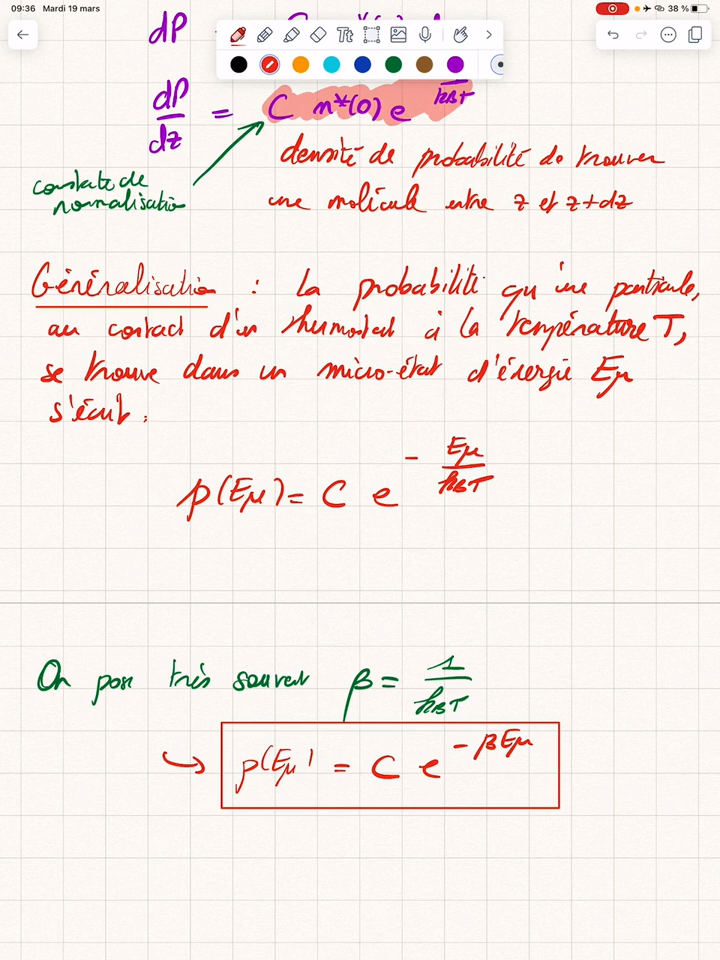 09:36 Mardi 19 mars
38 %
dP
Tt
dP/dz = C n*(0) e kBT
constante de normalisation
densité de probabilité de trouver
une molécule entre z et z+dz
Généralisation : La probabilité qu'une particule,
au contact d'un thermostat à la température T,
se trouve dans un micro-état d'énergie Eμ
s'écrit :
p(Eμ) = C e^(- Eμ/kBT)
On pose très souvent β = 1/kBT
↪ p(Eμ) = C e^(-βEμ)